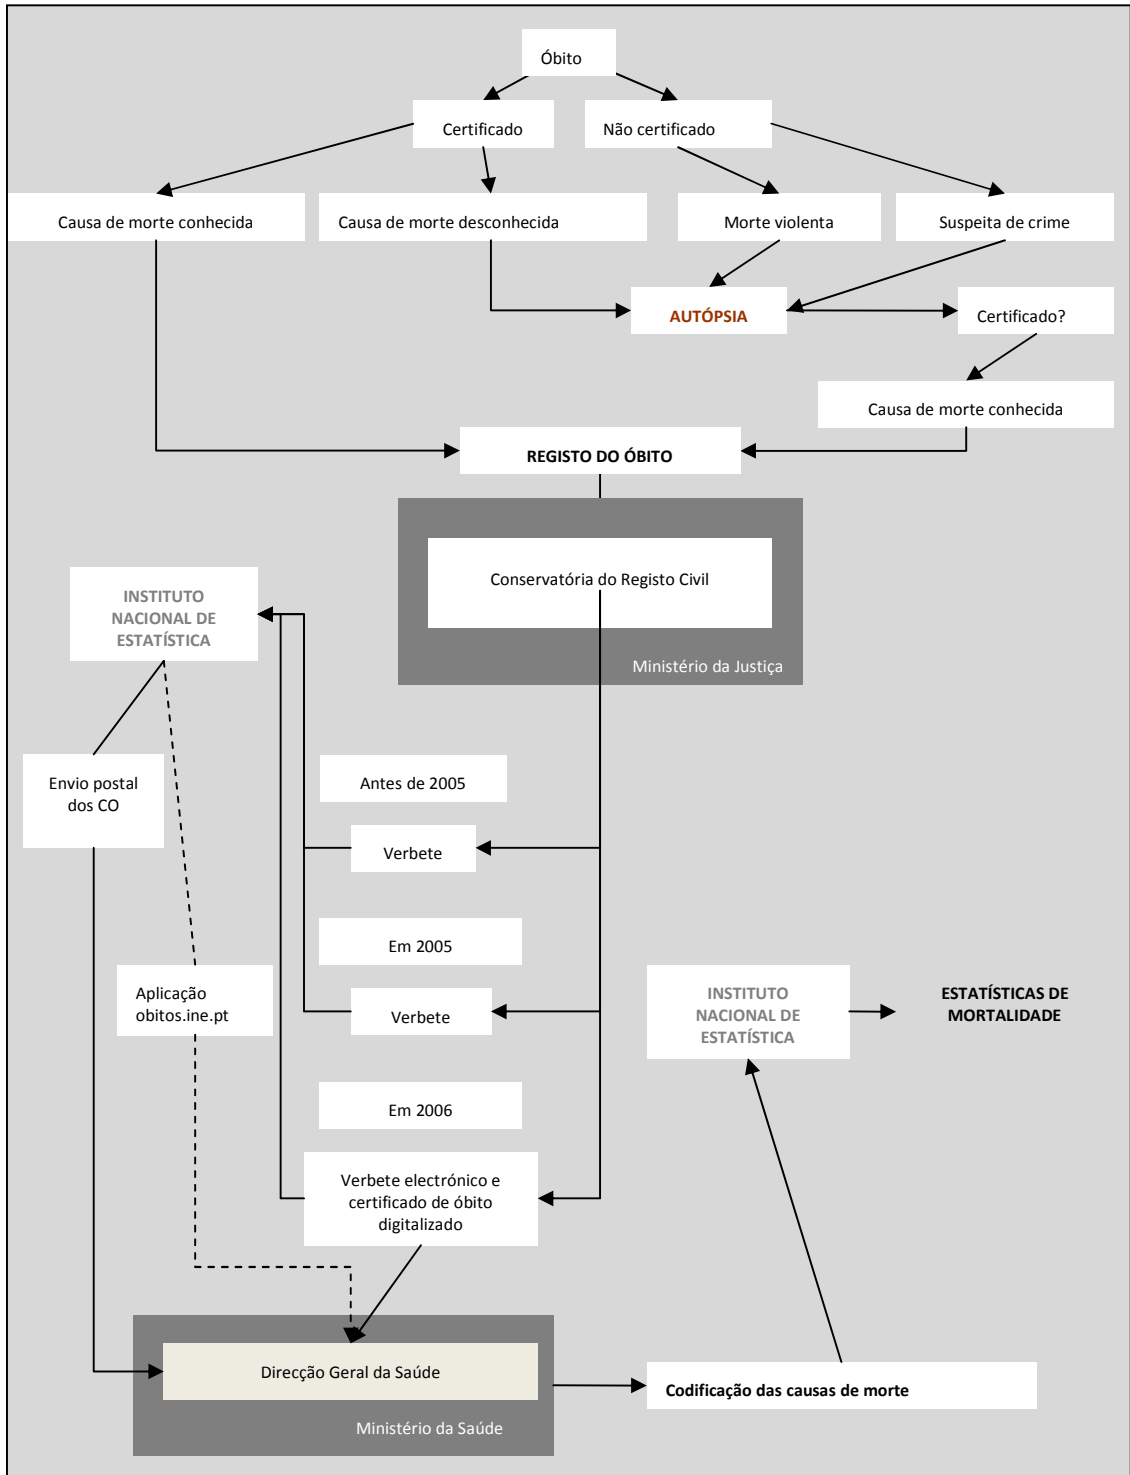 Óbito
Certificado
Não certificado
Causa de morte conhecida
Causa de morte desconhecida
Morte violenta
Suspeita de crime
AUTÓPSIA
Certificado?
Causa de morte conhecida
REGISTO DO ÓBITO
Conservatória do Registo Civil
Ministério da Justiça
INSTITUTO
NACIONAL DE
ESTATÍSTICA
Envio postal
dos CO
Antes de 2005
Verbete
Em 2005
Aplicação
obitos.ine.pt
Verbete
INSTITUTO
NACIONAL DE
ESTATÍSTICA
ESTATÍSTICAS DE
MORTALIDADE
Em 2006
Verbete electrónico e
certificado de óbito
digitalizado
Direcção Geral da Saúde
Ministério da Saúde
Codificação das causas de morte